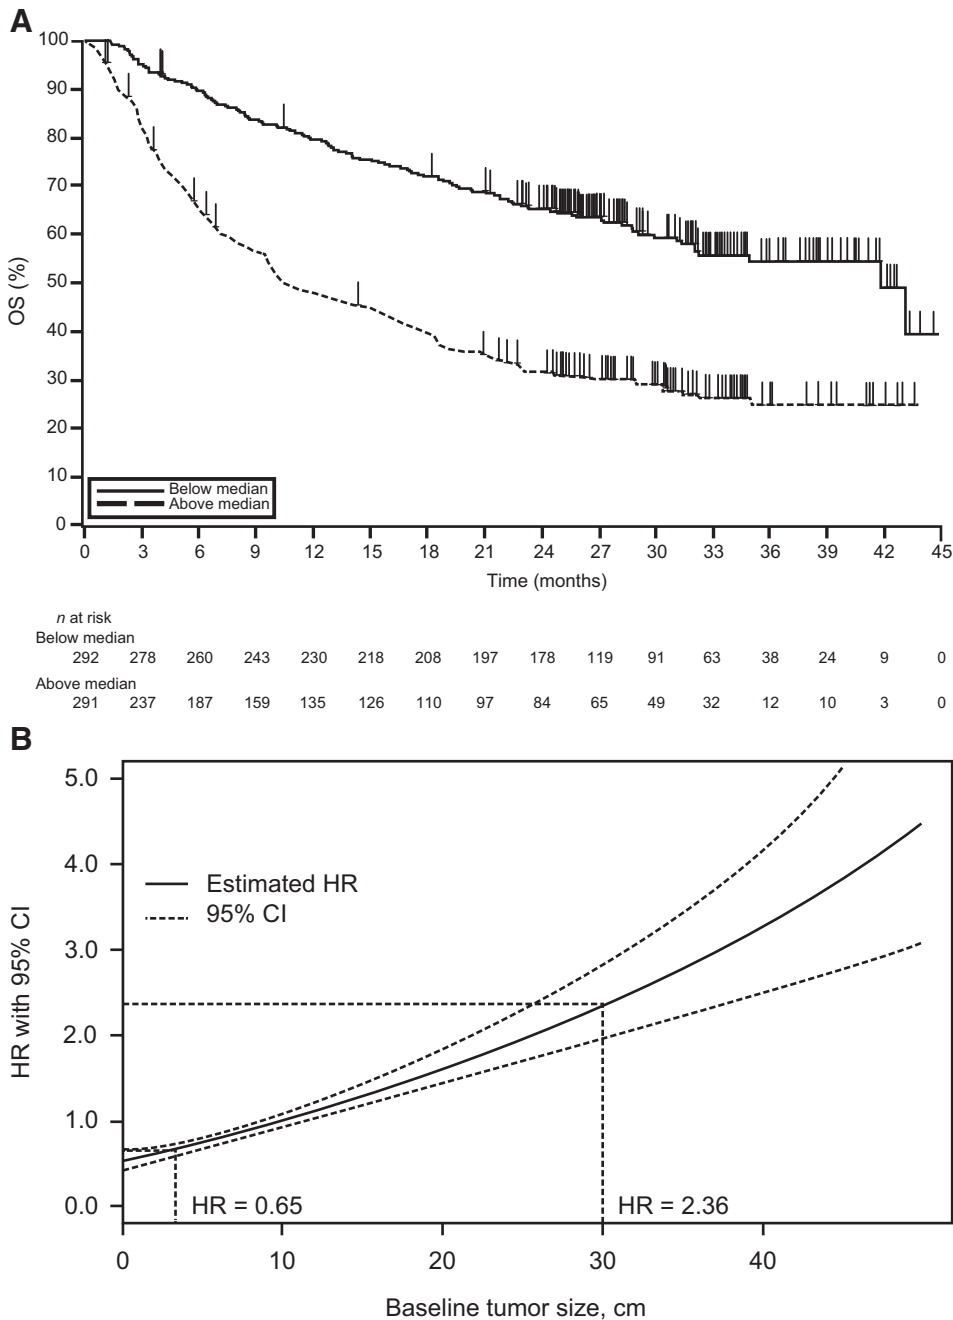 A
100
90
80
70
60
50
40
30
20
10
0
OS (%)
Below median
Above median
0 3 6 9 12 15 18 21 24 27 30 33 36 39 42 45
Time (months)
n at risk
Below median
292 278 260 243 230 218 208 197 178 119 91 63 38 24 9 0
Above median
291 237 187 159 135 126 110 97 84 65 49 32 12 10 3 0
B
5.0
4.0
3.0
2.0
1.0
0.0
HR with 95% CI
Estimated HR
95% CI
HR = 0.65 HR = 2.36
0 10 20 30 40
Baseline tumor size, cm